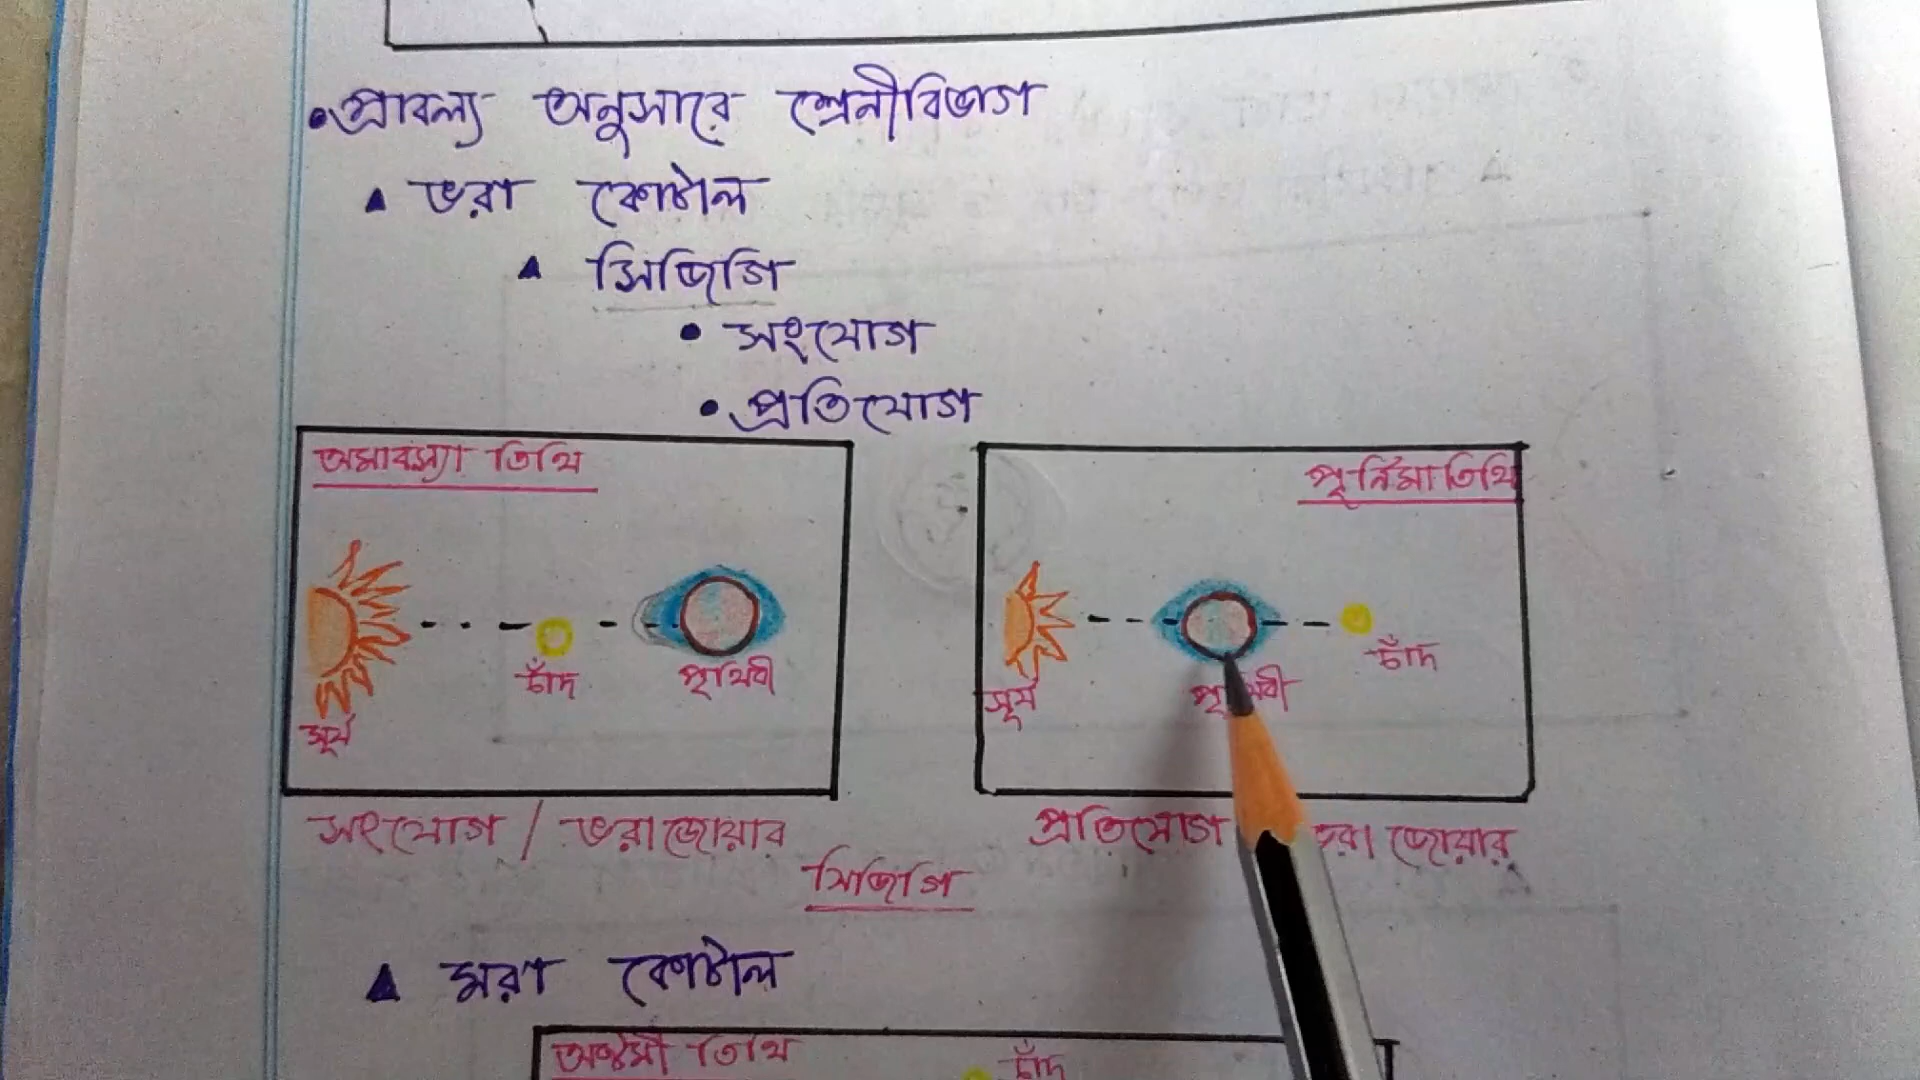 প্রাবল্য অনুসারে শ্রেনীবিভাগ
ভরা কোটাল
সিজিগি
সংযোগ
প্রতিযোগ
অমাবস্যা তিথি
সূর্য
চাঁদ
পৃথিবী
সংযোগ / ভরা জোয়ার
পূর্নিমা তিথি
সূর্য
পৃথিবী
চাঁদ
প্রতিযোগ ভরা জোয়ার
সিজিগি
মরা কোটাল
অষ্টমী তিথি
চাঁদ